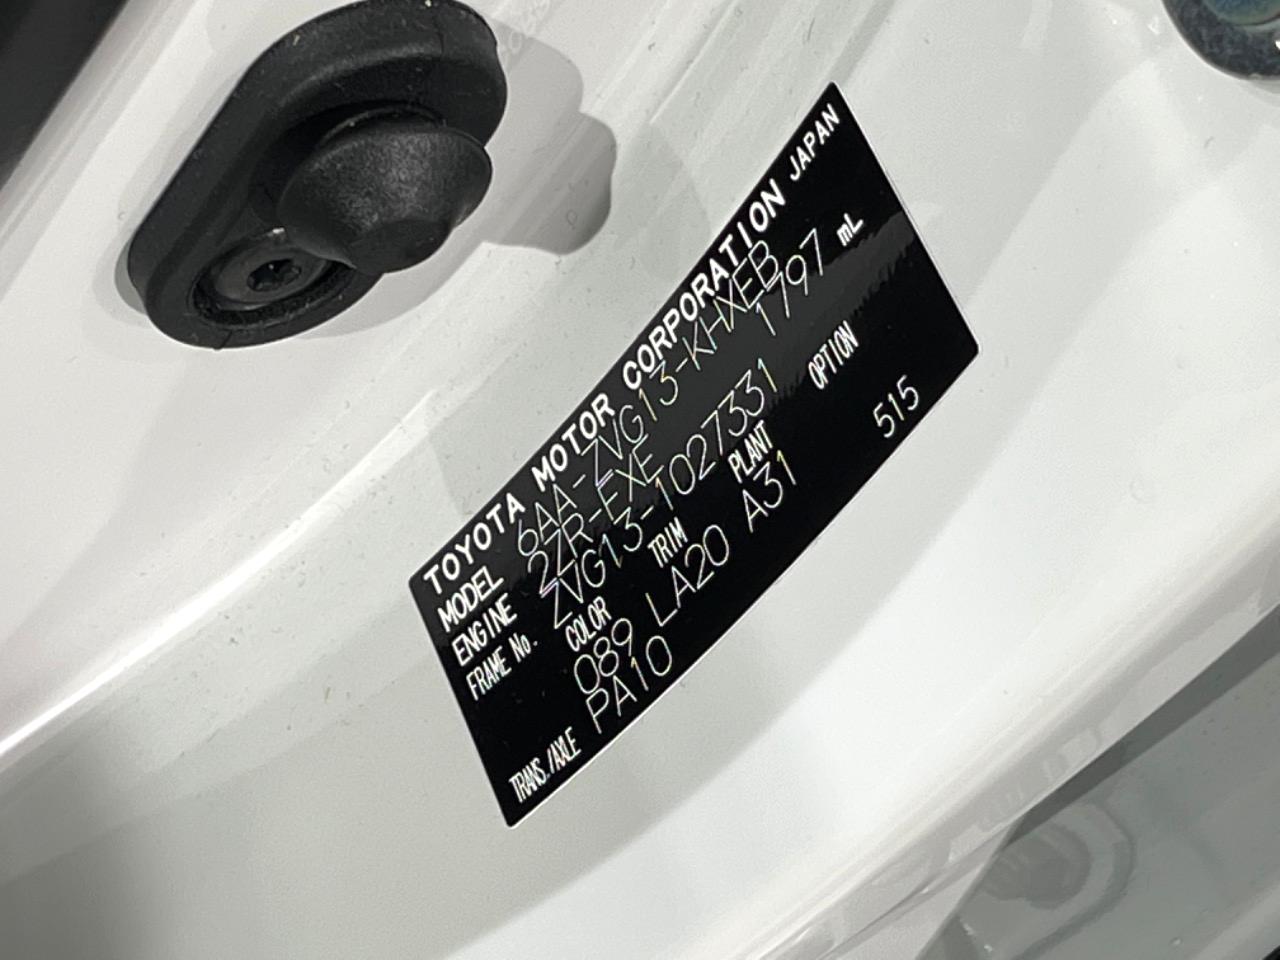 TOYOTA MOTOR CORPORATION JAPAN
MODEL 6AA-ZVG13-KHXEB
ENGINE 2ZR-FXE 1797 mL
FRAME No. ZVG13-1027331
COLOR TRIM PLANT OPTION
089 LA20 A31 515
TRANS./AXLE PA10